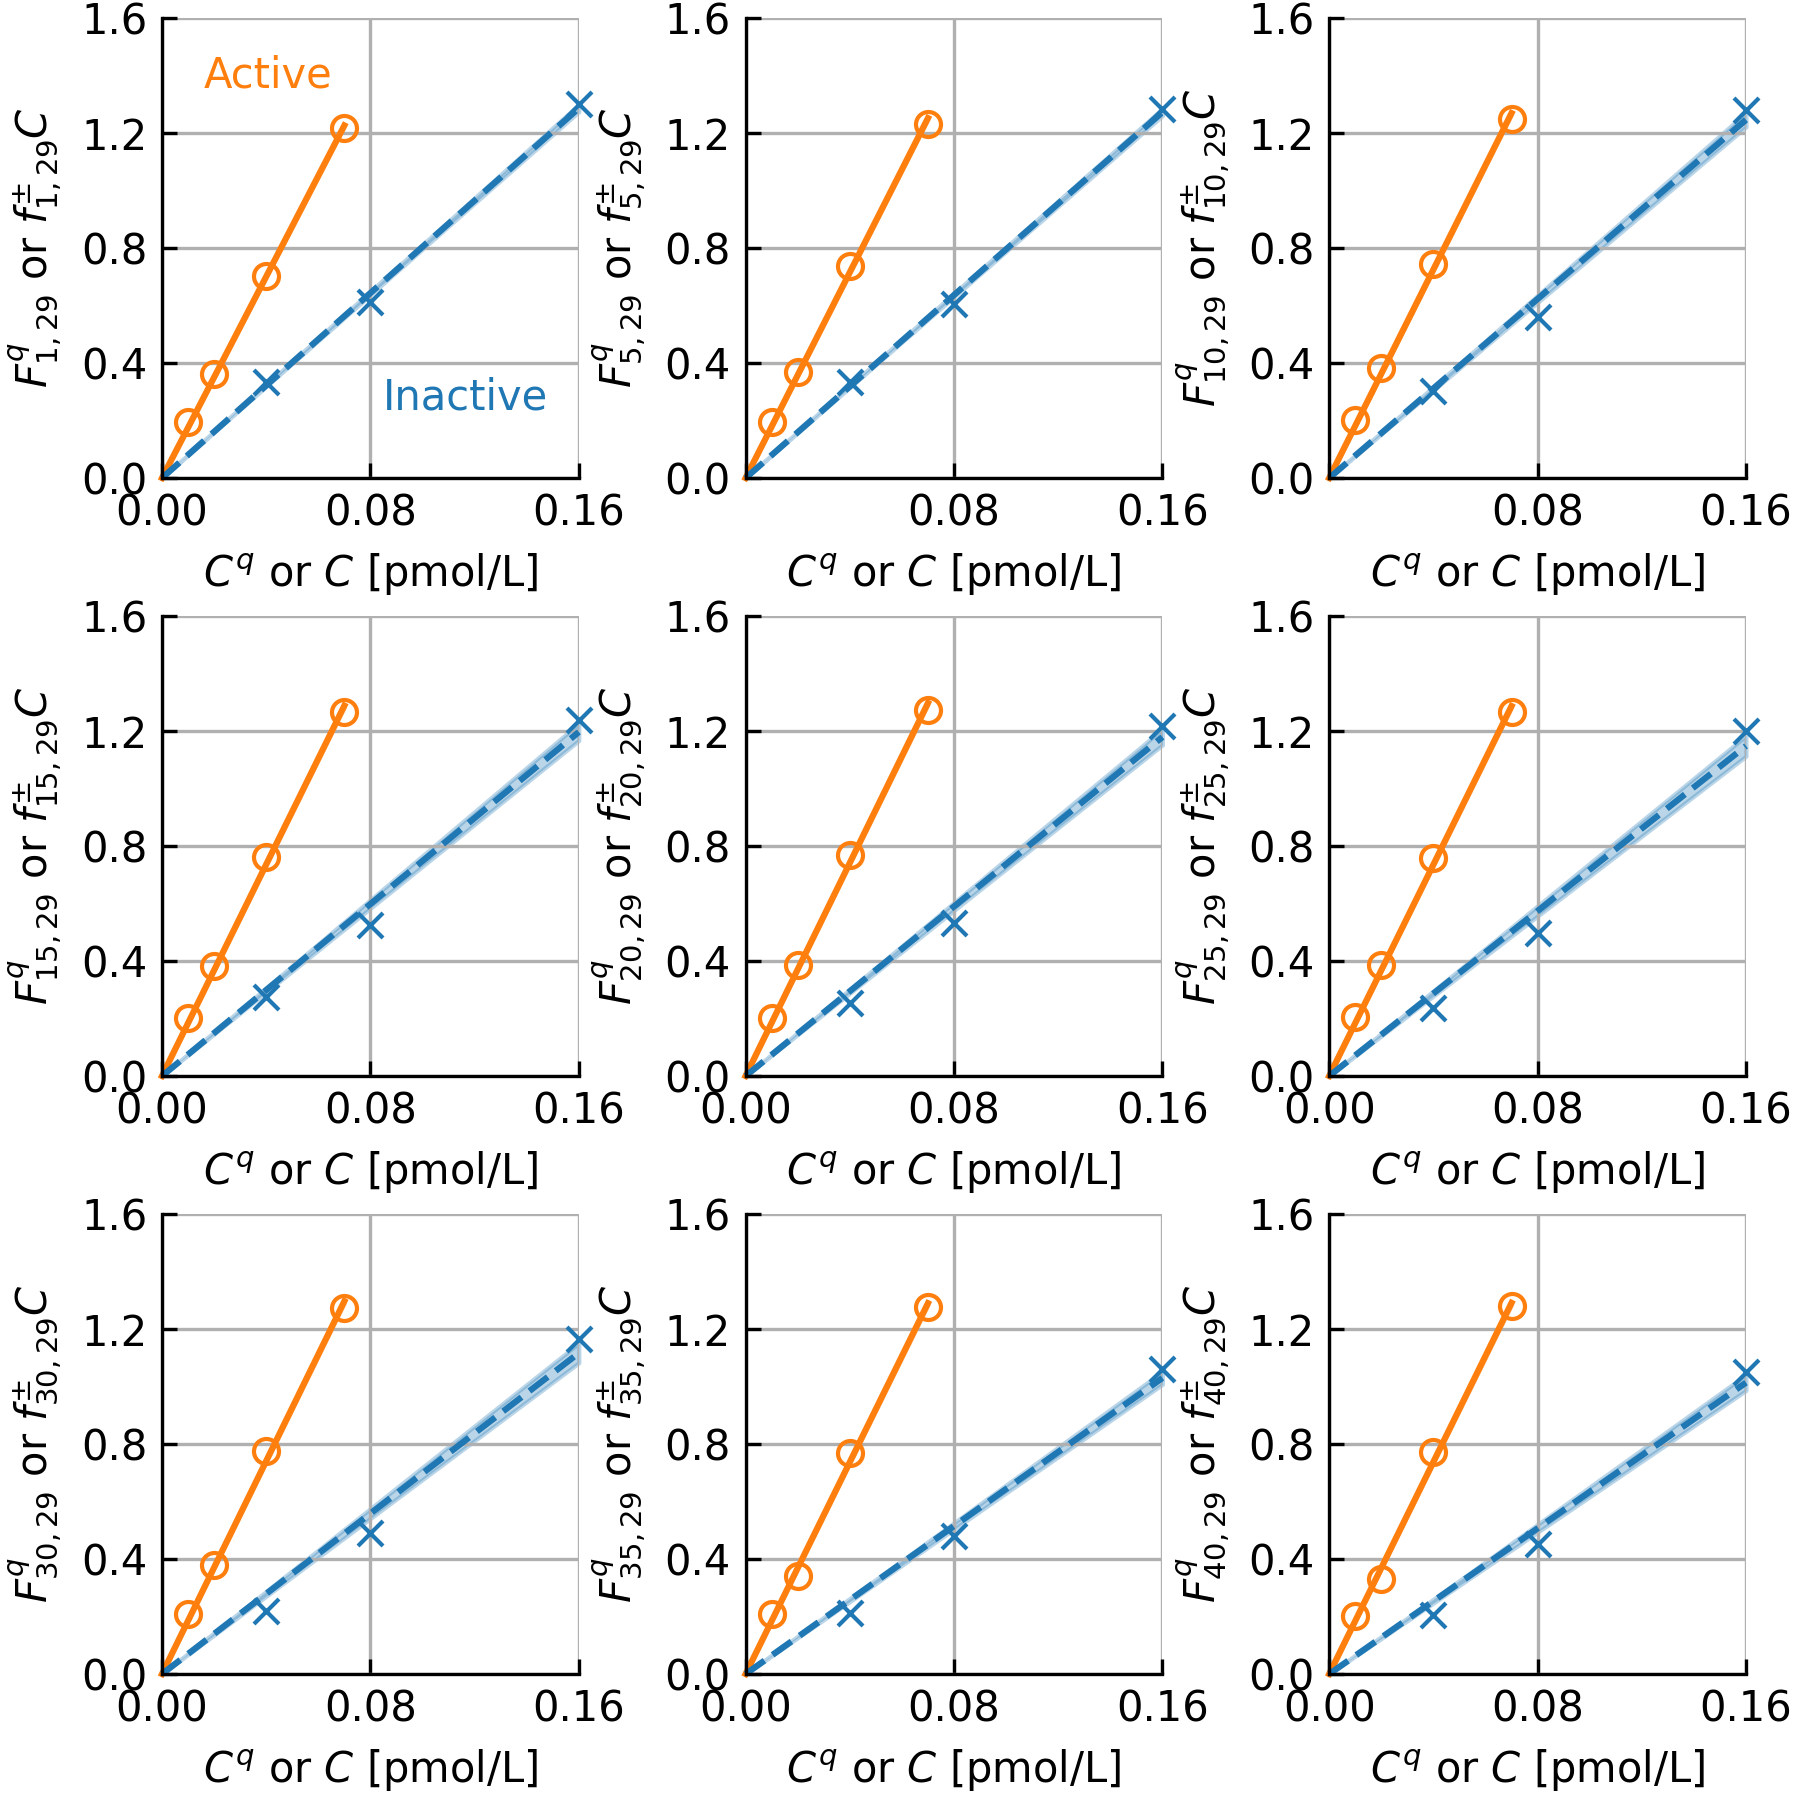 1.6 1.6 1.6
Active
1.2 1.2 1.2
0.8 0.8 0.8
0.4 0.4 0.4
Inactive
0.0 0.0 0.0
F^q_{1,29} or f^±_{1,29}C
F^q_{5,29} or f^±_{5,29}C
F^q_{10,29} or f^±_{10,29}C
0.00 0.08 0.16 0.08 0.16 0.08 0.16
C^q or C [pmol/L] C^q or C [pmol/L] C^q or C [pmol/L]
1.6 1.6 1.6
1.2 1.2 1.2
0.8 0.8 0.8
0.4 0.4 0.4
0.0 0.0 0.0
F^q_{15,29} or f^±_{15,29}C
F^q_{20,29} or f^±_{20,29}C
F^q_{25,29} or f^±_{25,29}C
0.00 0.08 0.16 0.00 0.08 0.16 0.00 0.08 0.16
C^q or C [pmol/L] C^q or C [pmol/L] C^q or C [pmol/L]
1.6 1.6 1.6
1.2 1.2 1.2
0.8 0.8 0.8
0.4 0.4 0.4
0.0 0.0 0.0
F^q_{30,29} or f^±_{30,29}C
F^q_{35,29} or f^±_{35,29}C
F^q_{40,29} or f^±_{40,29}C
0.00 0.08 0.16 0.00 0.08 0.16 0.00 0.08 0.16
C^q or C [pmol/L] C^q or C [pmol/L] C^q or C [pmol/L]